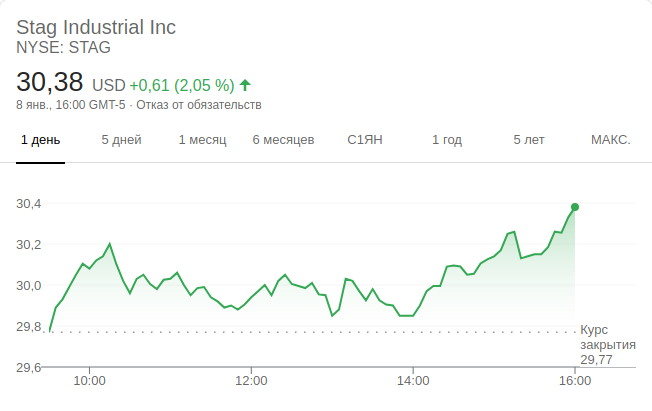 Stag Industrial Inc
NYSE: STAG
30,38 USD +0,61 (2,05 %)
8 янв., 16:00 GMT-5 · Отказ от обязательств
1 день 5 дней 1 месяц 6 месяцев С1ЯН 1 год 5 лет МАКС.
30,4
30,2
30,0
29,8
29,6
Курс
закрытия
29,77
10:00 12:00 14:00 16:00